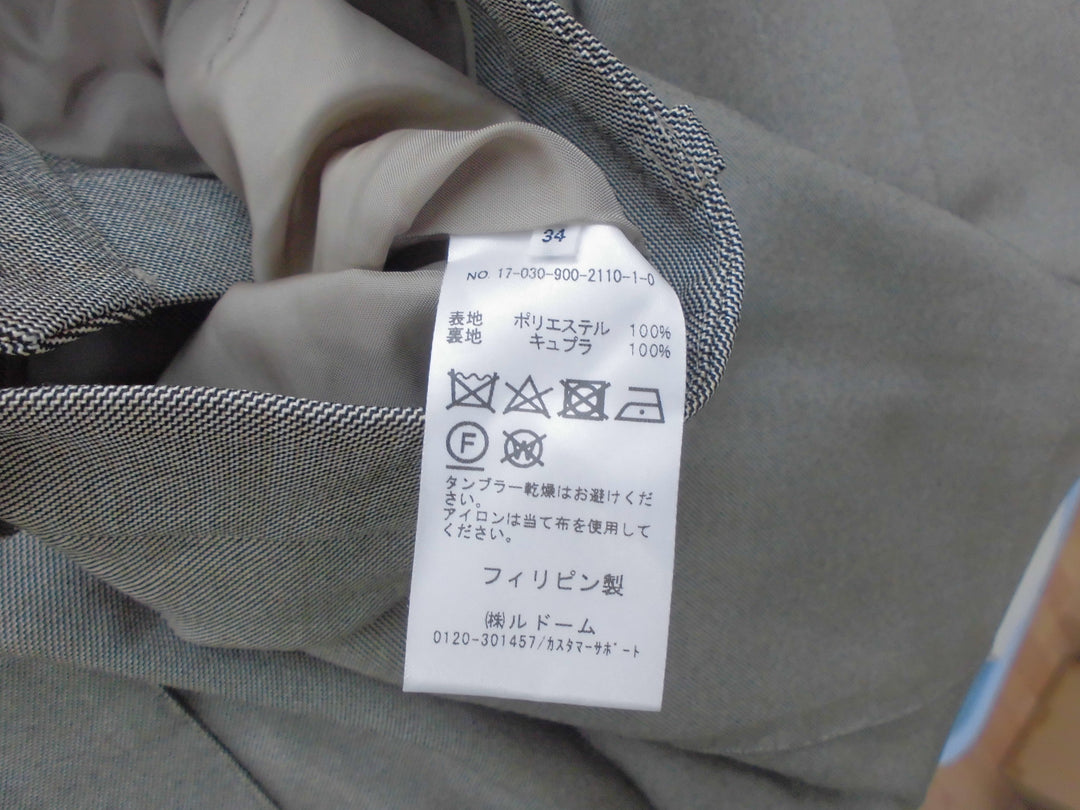 34
NO. 17-030-900-2110-1-0
表地 ポリエステル 100%
裏地 キュプラ 100%
F W
タンブラー乾燥はお避けくだ
さい。
アイロンは当て布を使用して
ください。
フィリピン製
㈱ルドーム
0120-301457/カスタマーサポート